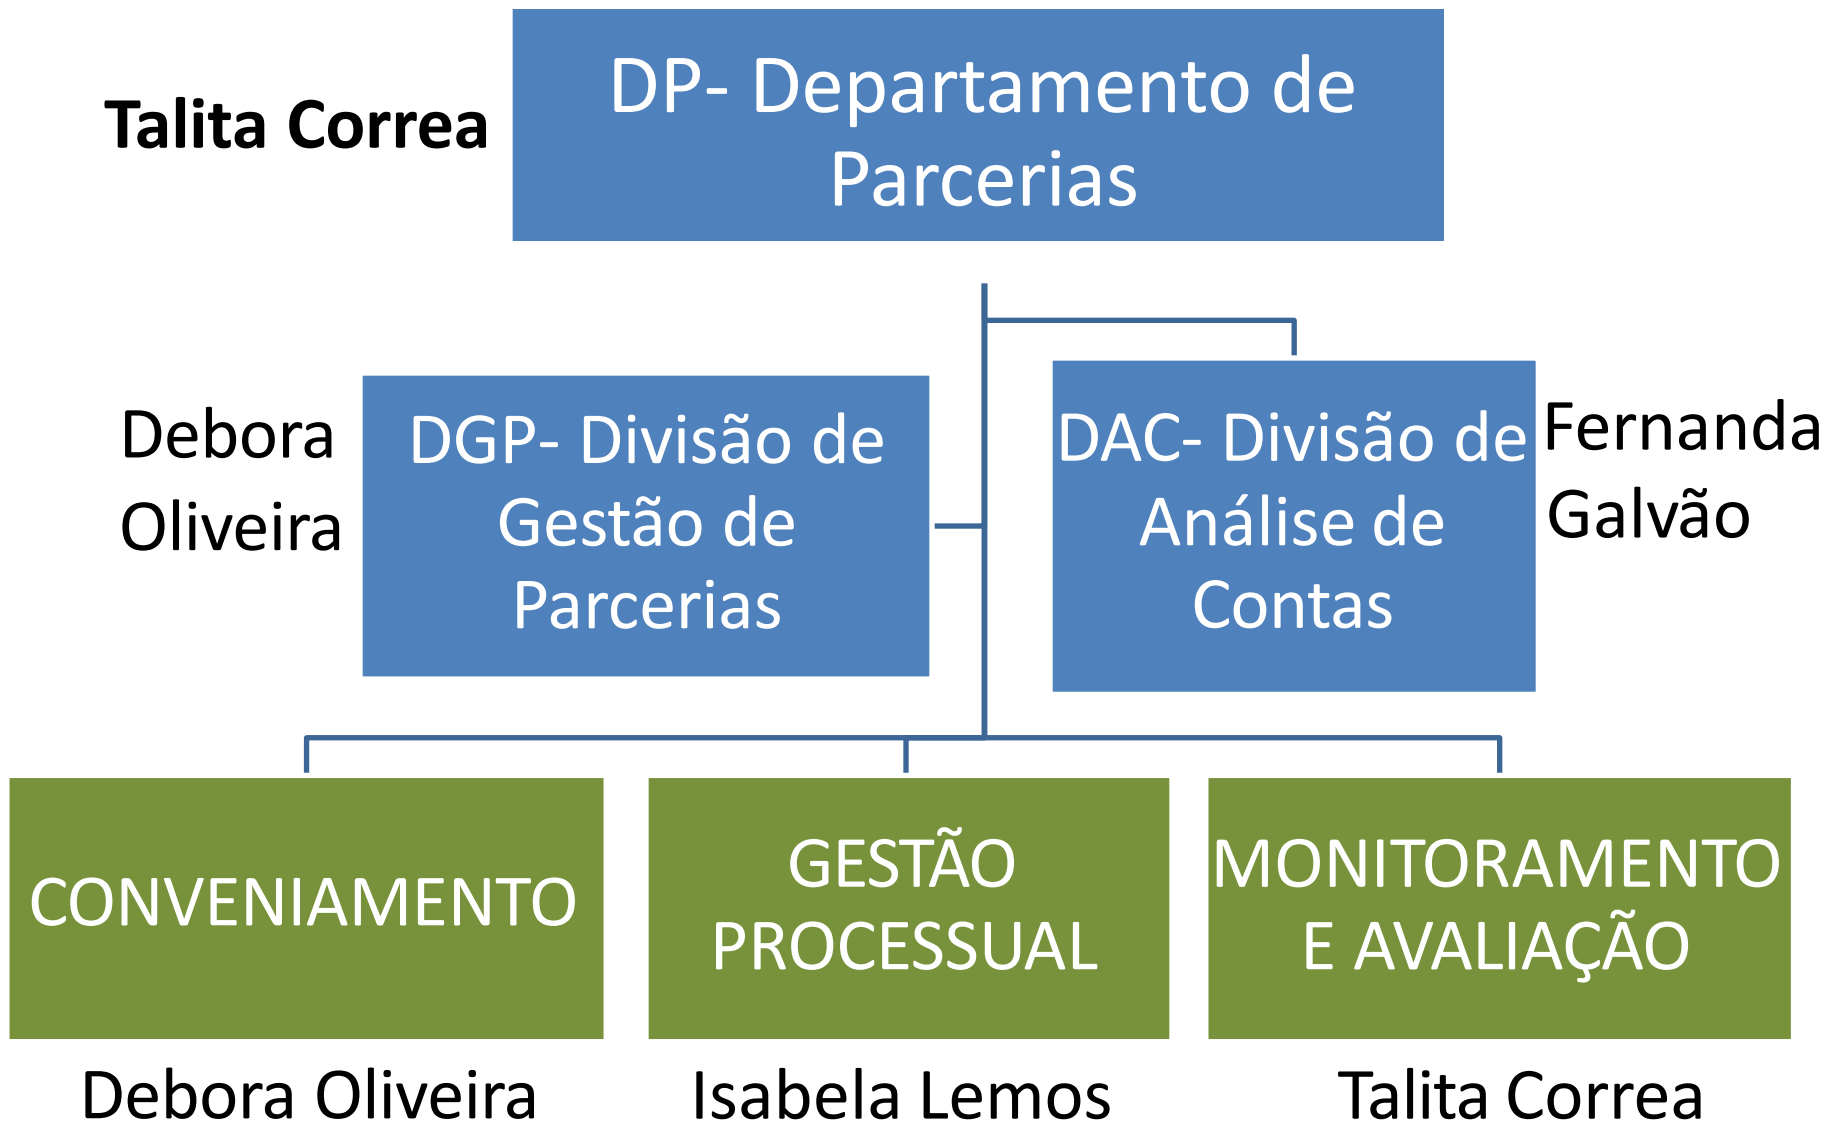 Talita Correa
DP- Departamento de
Parcerias
Debora
Oliveira
DGP- Divisão de
Gestão de
Parcerias
DAC- Divisão de
Análise de
Contas
Fernanda
Galvão
CONVENIAMENTO
GESTÃO
PROCESSUAL
MONITORAMENTO
E AVALIAÇÃO
Debora Oliveira
Isabela Lemos
Talita Correa